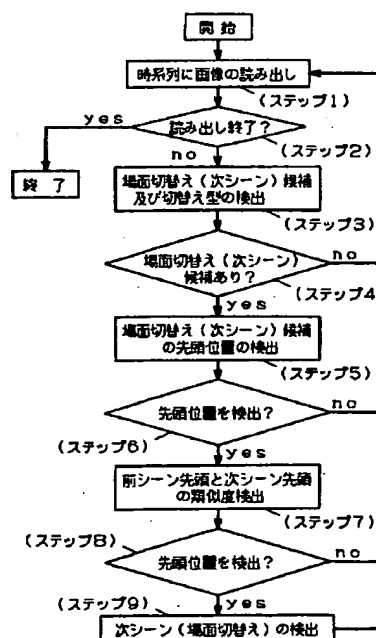 開 始
時系列に画像の読み出し
(ステップ1)
yes
読み出し終了?
(ステップ2)
no
終 了
場面切替え(次シーン)候補
及び切替え型の検出
(ステップ3)
場面切替え(次シーン)
候補あり?
no
(ステップ4)
yes
場面切替え(次シーン)候補
の先頭位置の検出
(ステップ5)
先頭位置を検出?
no
(ステップ6)
yes
前シーン先頭と次シーン先頭
の類似度検出
(ステップ7)
(ステップ8)
先頭位置を検出?
no
(ステップ9)
yes
次シーン(場面切替え)の検出